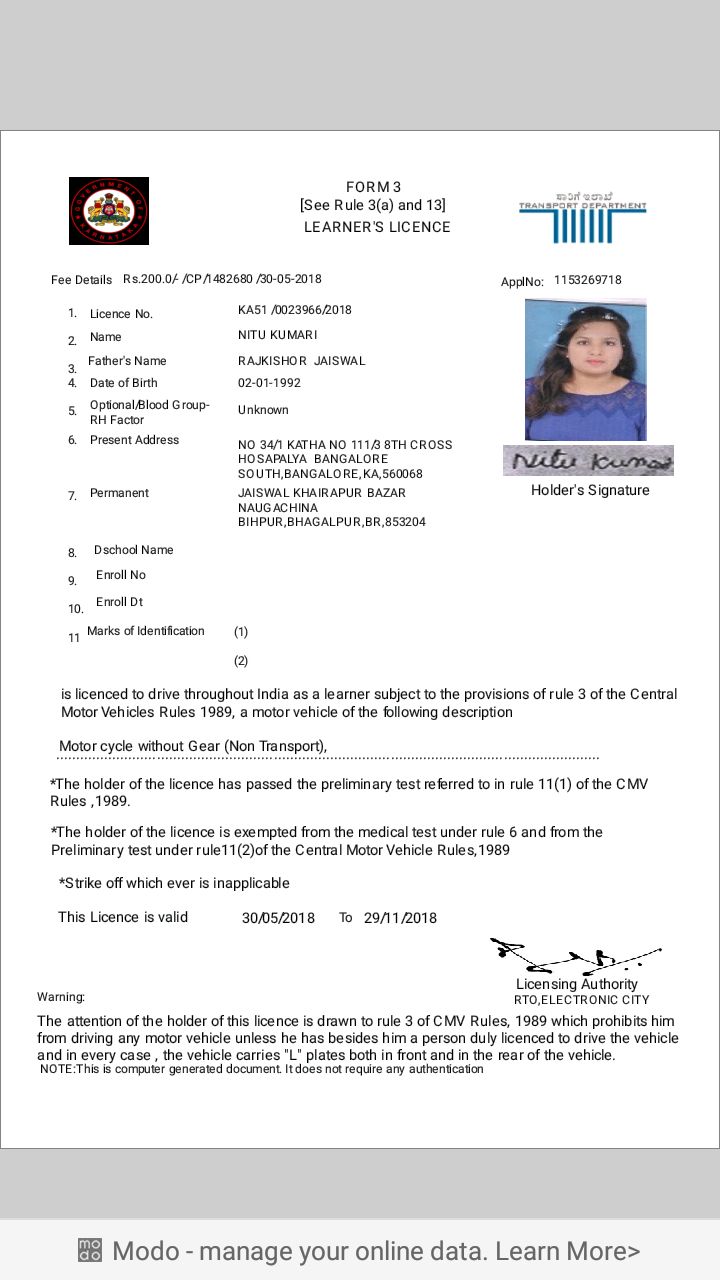 GOVERNMENT OF KARNATAKA
FORM 3
[See Rule 3(a) and 13]
LEARNER'S LICENCE
ಸಾರಿಗೆ ಇಲಾಖೆ
TRANSPORT DEPARTMENT
Fee Details Rs.200.0/- /CP/1482680 /30-05-2018
ApplNo: 1153269718
1. Licence No. KA51 /0023966/2018
2. Name NITU KUMARI
3. Father's Name RAJKISHOR JAISWAL
4. Date of Birth 02-01-1992
5. Optional/Blood Group- Unknown
RH Factor
6. Present Address NO 34/1 KATHA NO 111/3 8TH CROSS
HOSAPALYA BANGALORE
SOUTH,BANGALORE,KA,560068
Nitu Kumar
Holder's Signature
7. Permanent JAISWAL KHAIRAPUR BAZAR
NAUGACHINA
BIHPUR,BHAGALPUR,BR,853204
8. Dschool Name
9. Enroll No
10. Enroll Dt
11 Marks of Identification (1)
(2)
is licenced to drive throughout India as a learner subject to the provisions of rule 3 of the Central
Motor Vehicles Rules 1989, a motor vehicle of the following description
Motor cycle without Gear (Non Transport),
*The holder of the licence has passed the preliminary test referred to in rule 11(1) of the CMV
Rules ,1989.
*The holder of the licence is exempted from the medical test under rule 6 and from the
Preliminary test under rule11(2)of the Central Motor Vehicle Rules,1989
*Strike off which ever is inapplicable
This Licence is valid 30/05/2018 To 29/11/2018
Licensing Authority
RTO,ELECTRONIC CITY
Warning:
The attention of the holder of this licence is drawn to rule 3 of CMV Rules, 1989 which prohibits him
from driving any motor vehicle unless he has besides him a person duly licenced to drive the vehicle
and in every case , the vehicle carries "L" plates both in front and in the rear of the vehicle.
NOTE:This is computer generated document. It does not require any authentication
modo Modo - manage your online data. Learn More>